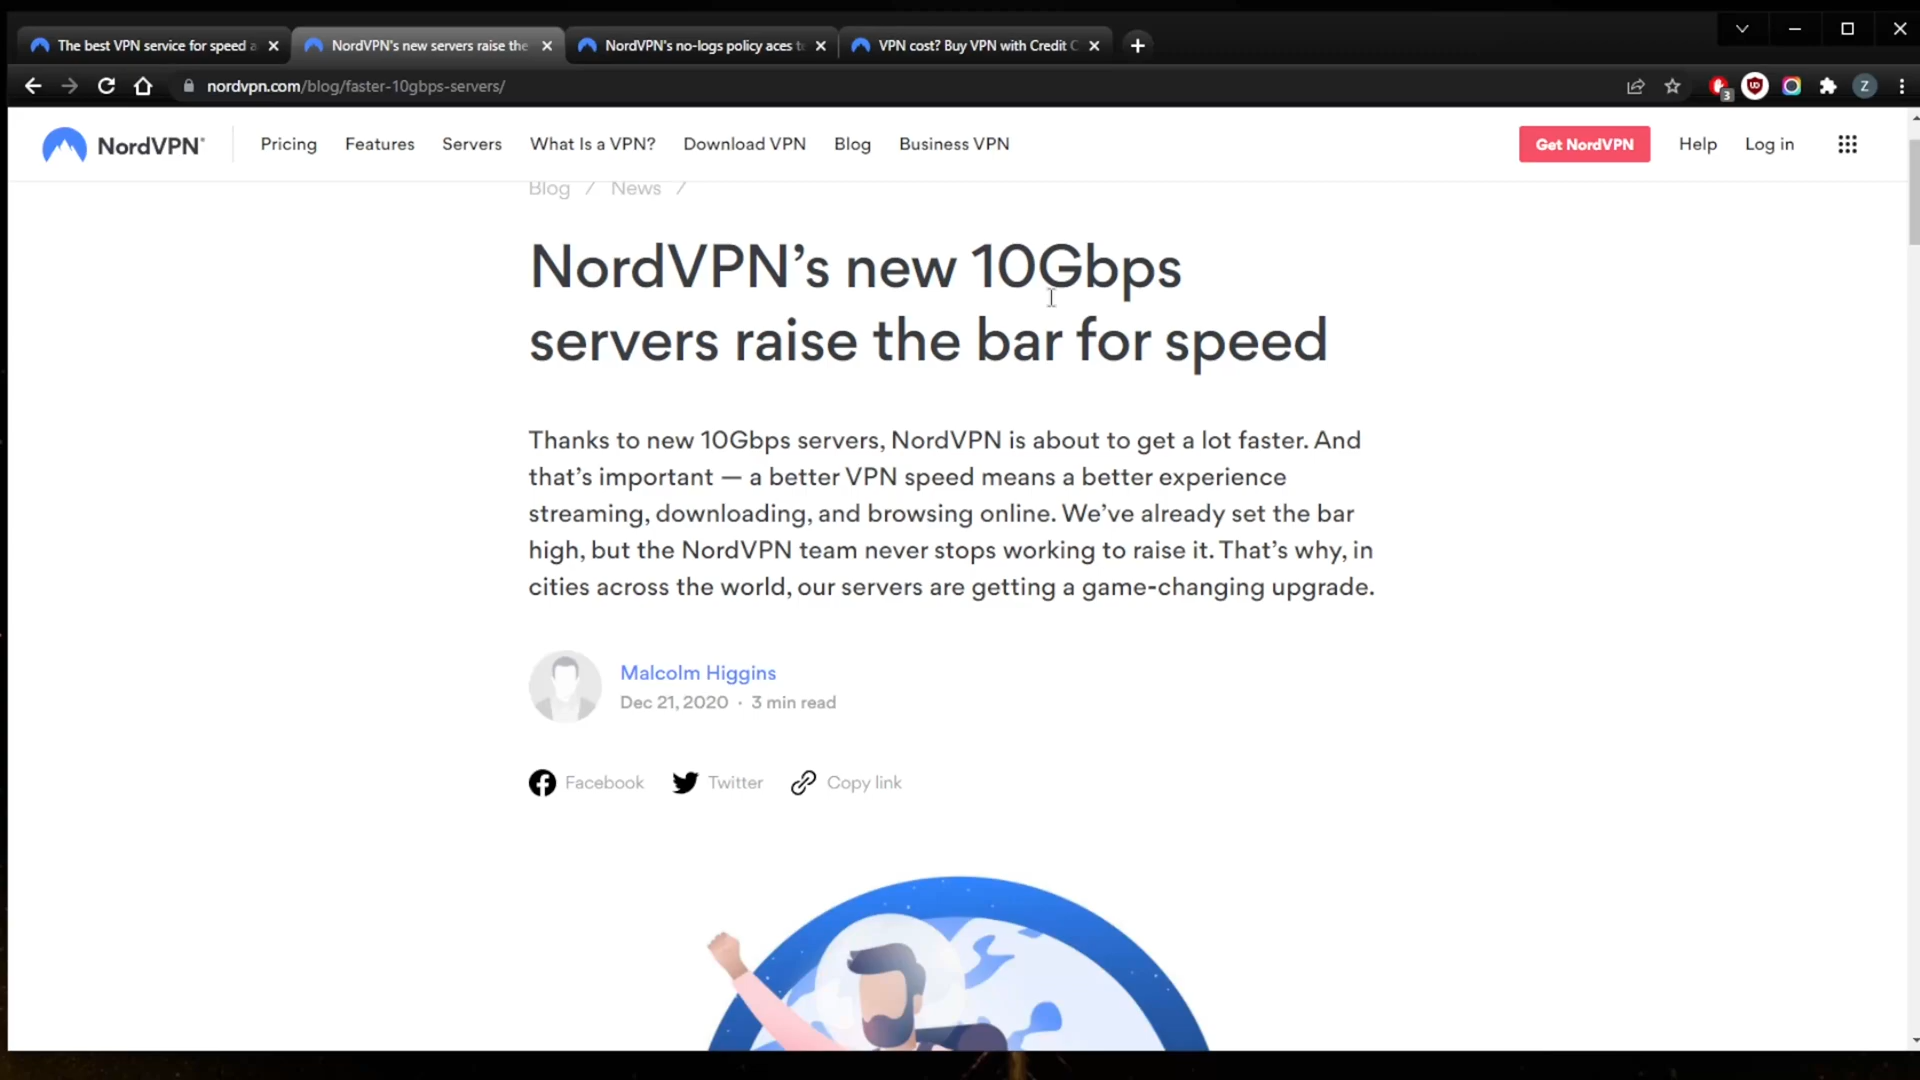 The best VPN service for speed a
NordVPN's new servers raise the
NordVPN's no-logs policy aces t
VPN cost? Buy VPN with Credit C
nordvpn.com/blog/faster-10gbps-servers/
3
Z
NordVPN®
Pricing
Features
Servers
What Is a VPN?
Download VPN
Blog
Business VPN
Get NordVPN
Help
Log in
Blog / News /
NordVPN’s new 10Gbps
servers raise the bar for speed
Thanks to new 10Gbps servers, NordVPN is about to get a lot faster. And
that’s important — a better VPN speed means a better experience
streaming, downloading, and browsing online. We’ve already set the bar
high, but the NordVPN team never stops working to raise it. That’s why, in
cities across the world, our servers are getting a game-changing upgrade.
Malcolm Higgins
Dec 21, 2020 · 3 min read
Facebook
Twitter
Copy link